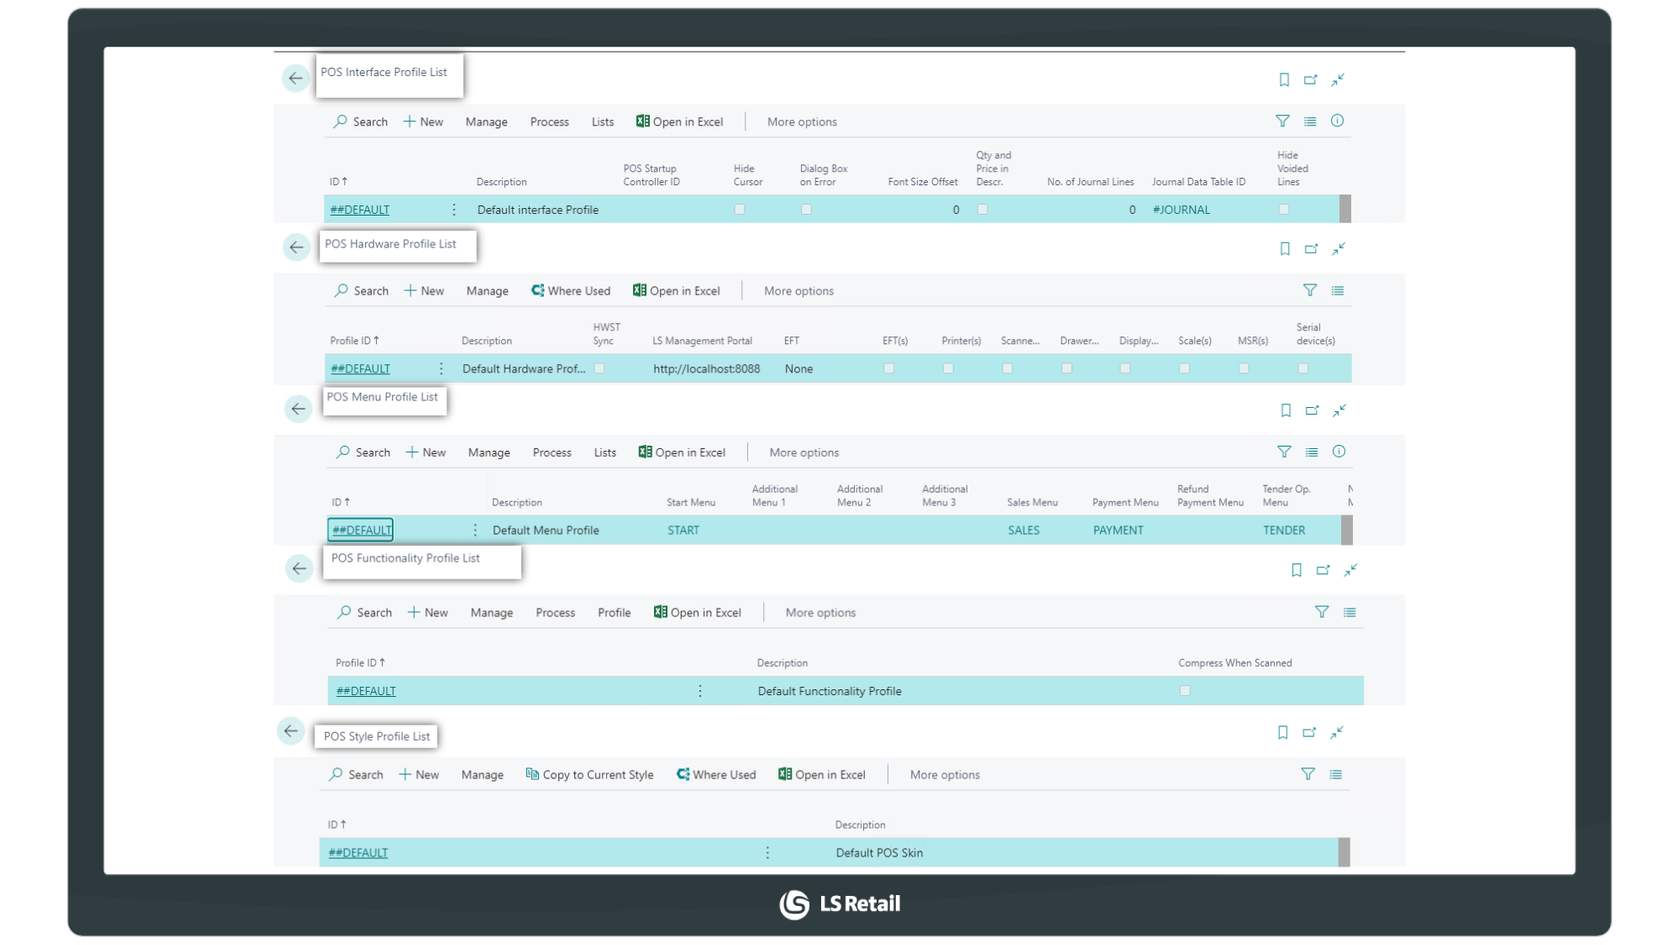 POS Interface Profile List
Search New Manage Process Lists Open in Excel More options
ID↑ Description POS Startup Controller ID Hide Cursor Dialog Box on Error Font Size Offset Qty and Price in Descr. No. of Journal Lines Journal Data Table ID Hide Voided Lines
##DEFAULT Default interface Profile 0 0 #JOURNAL
POS Hardware Profile List
Search New Manage Where Used Open in Excel More options
Profile ID↑ Description HWST Sync LS Management Portal EFT EFT(s) Printer(s) Scanne... Drawer... Display... Scale(s) MSR(s) Serial device(s)
##DEFAULT Default Hardware Prof... http://localhost:8088 None
POS Menu Profile List
Search New Manage Process Lists Open in Excel More options
ID↑ Description Start Menu Additional Menu 1 Additional Menu 2 Additional Menu 3 Sales Menu Payment Menu Refund Payment Menu Tender Op. Menu
##DEFAULT Default Menu Profile START SALES PAYMENT TENDER
POS Functionality Profile List
Search New Manage Process Profile Open in Excel More options
Profile ID↑ Description Compress When Scanned
##DEFAULT Default Functionality Profile
POS Style Profile List
Search New Manage Copy to Current Style Where Used Open in Excel More options
ID↑ Description
##DEFAULT Default POS Skin
LS Retail